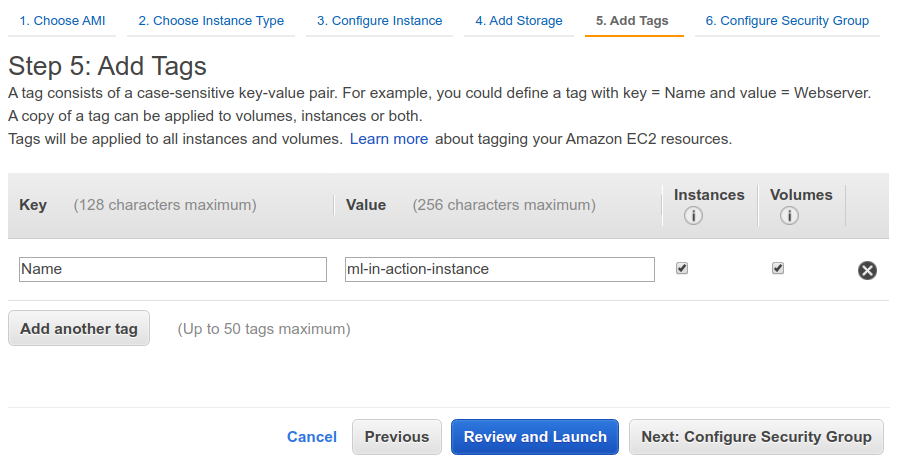 1. Choose AMI 2. Choose Instance Type 3. Configure Instance 4. Add Storage 5. Add Tags 6. Configure Security Group
Step 5: Add Tags
A tag consists of a case-sensitive key-value pair. For example, you could define a tag with key = Name and value = Webserver.
A copy of a tag can be applied to volumes, instances or both.
Tags will be applied to all instances and volumes. Learn more about tagging your Amazon EC2 resources.
Key (128 characters maximum) Value (256 characters maximum) Instances Volumes
Name ml-in-action-instance
Add another tag (Up to 50 tags maximum)
Cancel Previous Review and Launch Next: Configure Security Group